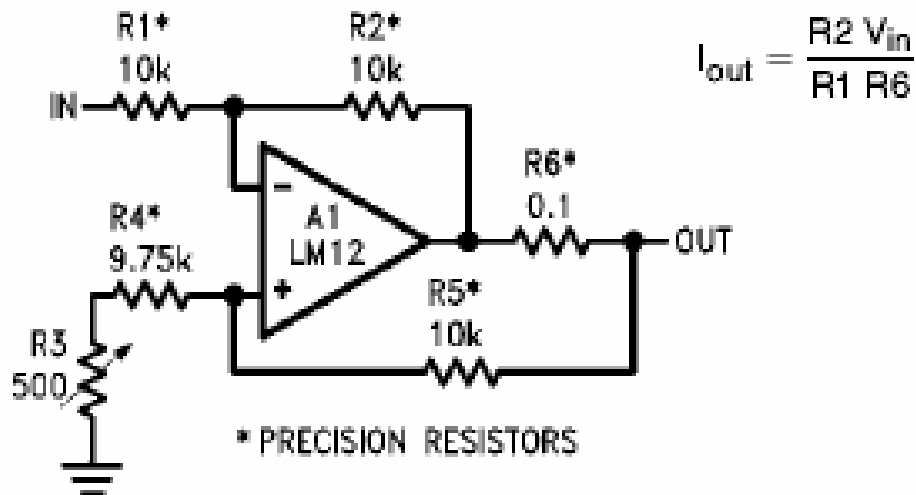 R1*
10k
R2*
10k
I_out = R2 V_in / R1 R6
IN
R6*
0.1
−
A1
LM12
+
OUT
R4*
9.75k
R5*
10k
R3
500
* PRECISION RESISTORS